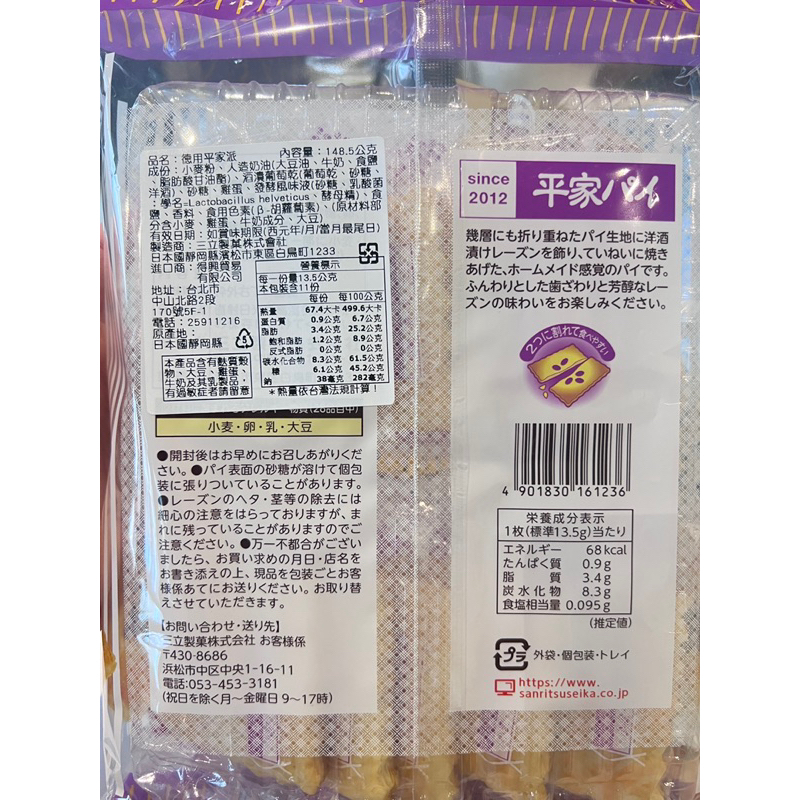 品名：徳用平家派　內容量：148.5公克
成份：小麥粉、人造奶油(大豆油、牛奶、食鹽
、脂肪酸甘油酯)、酒漬葡萄乾(葡萄乾、砂糖、
洋酒)、砂糖、雞蛋、發酵風味液(砂糖、乳酸菌
：學名=Lactobacillus helveticus、酵母精)、食
鹽、香料、食用色素(β-胡蘿蔔素)、(原材料部
分含小麥、雞蛋、牛奶成分、大豆)
有效日期：如賞味期限(西元年/月/當月最尾日)
製造商：三立製菓株式會社
日本國靜岡縣濱松市東區白鳥町1233
進口商：得興貿易
有限公司
地址：台北市
中山北路2段
170號5F-1
電話：25911216
原產地：
日本國靜岡縣
5
本產品含有麩質穀
物、大豆、雞蛋、
牛奶及其乳製品，
有過敏症者請留意
營養標示
每一份量13.5公克
本包裝含11份
每份　每100公克
熱量　67.4大卡　499.6大卡
蛋白質　0.9公克　6.7公克
脂肪　3.4公克　25.2公克
飽和脂肪　1.2公克　8.9公克
反式脂肪　0公克　0公克
碳水化合物　8.3公克　61.5公克
糖　6.1公克　45.2公克
鈉　38毫克　282毫克
＊熱量依台灣法規計算！
物質(28品目中)
小麦・卵・乳・大豆
●開封後はお早めにお召しあがりくだ
さい。●パイ表面の砂糖が溶けて個包
装に張りついていることがあります。
●レーズンのヘタ・茎等の除去には
細心の注意をはらっておりますが、ま
れに残っていることがありますのでご
注意ください。●万一不都合がござい
ましたら、お買い求めの月日・店名を
お書き添えの上、現品を包装ごとお客
様係あてにお送りください。お取り替
えさせていただきます。
【お問い合わせ・送り先】
三立製菓株式会社 お客様係
〒430-8686
浜松市中区中央1-16-11
電話:053-453-3181
(祝日を除く月〜金曜日 9〜17時)
since
2012
平家パイ
幾層にも折り重ねたパイ生地に洋酒
漬けレーズンを飾り、ていねいに焼き
あげた、ホームメイド感覚のパイです。
ふんわりとした歯ざわりと芳醇なレー
ズンの味わいをお楽しみください。
2つに割れて食べやすい
4 901830 161236
栄養成分表示
1枚(標準13.5g)当たり
エネルギー　68kcal
たんぱく質　0.9g
脂質　3.4g
炭水化物　8.3g
食塩相当量　0.095g
(推定値)
プラ
外袋・個包装・トレイ
https://www.
sanritsuseika.co.jp